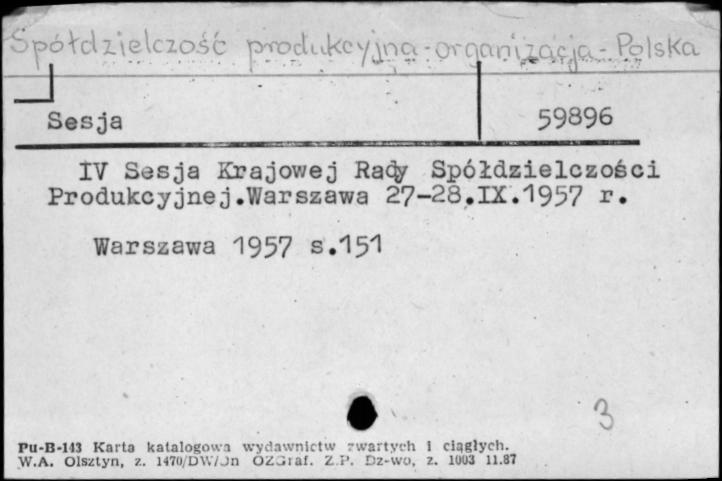 Spółdzielczość produkcyjna - organizacja - Polska
Sesja 59896
IV Sesja Krajowej Rady Spółdzielczości
Produkcyjnej.Warszawa 27-28.IX.1957 r.
Warszawa 1957 s.151
3
Pu-B-143 Karta katalogowa wydawnictw zwartych i ciągłych.
W.A. Olsztyn, z. 1470/DW/Jn OZGraf. Z.P. Dz-wo, z. 1003 11.87